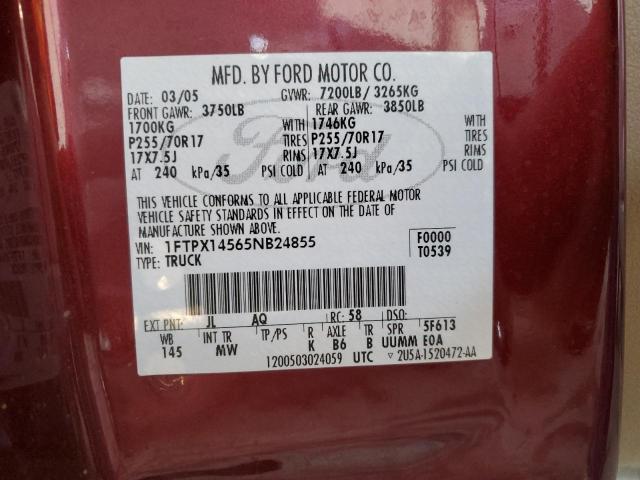 MFD. BY FORD MOTOR CO.
DATE: 03/05 GVWR: 7200LB/ 3265KG
FRONT GAWR: 3750LB REAR GAWR: 3850LB
1700KG WITH 1746KG WITH
P255/70R17 TIRES P255/70R17 TIRES
17X7.5J RIMS 17X7.5J RIMS
AT 240 kPa/35 PSI COLD AT 240 kPa/35 PSI COLD
Ford
THIS VEHICLE CONFORMS TO ALL APPLICABLE FEDERAL MOTOR
VEHICLE SAFETY STANDARDS IN EFFECT ON THE DATE OF
MANUFACTURE SHOWN ABOVE.
VIN: 1FTPX14565NB24855 F0000
TYPE: TRUCK T0539
EXT PNT: JL AQ RC: 58 DSO:
WB INT TR TP/PS R AXLE TR SPR 5F613
145 MW K B6 B UUMM E0A
1200503024059 UTC ▽ 2U5A-1520472-AA